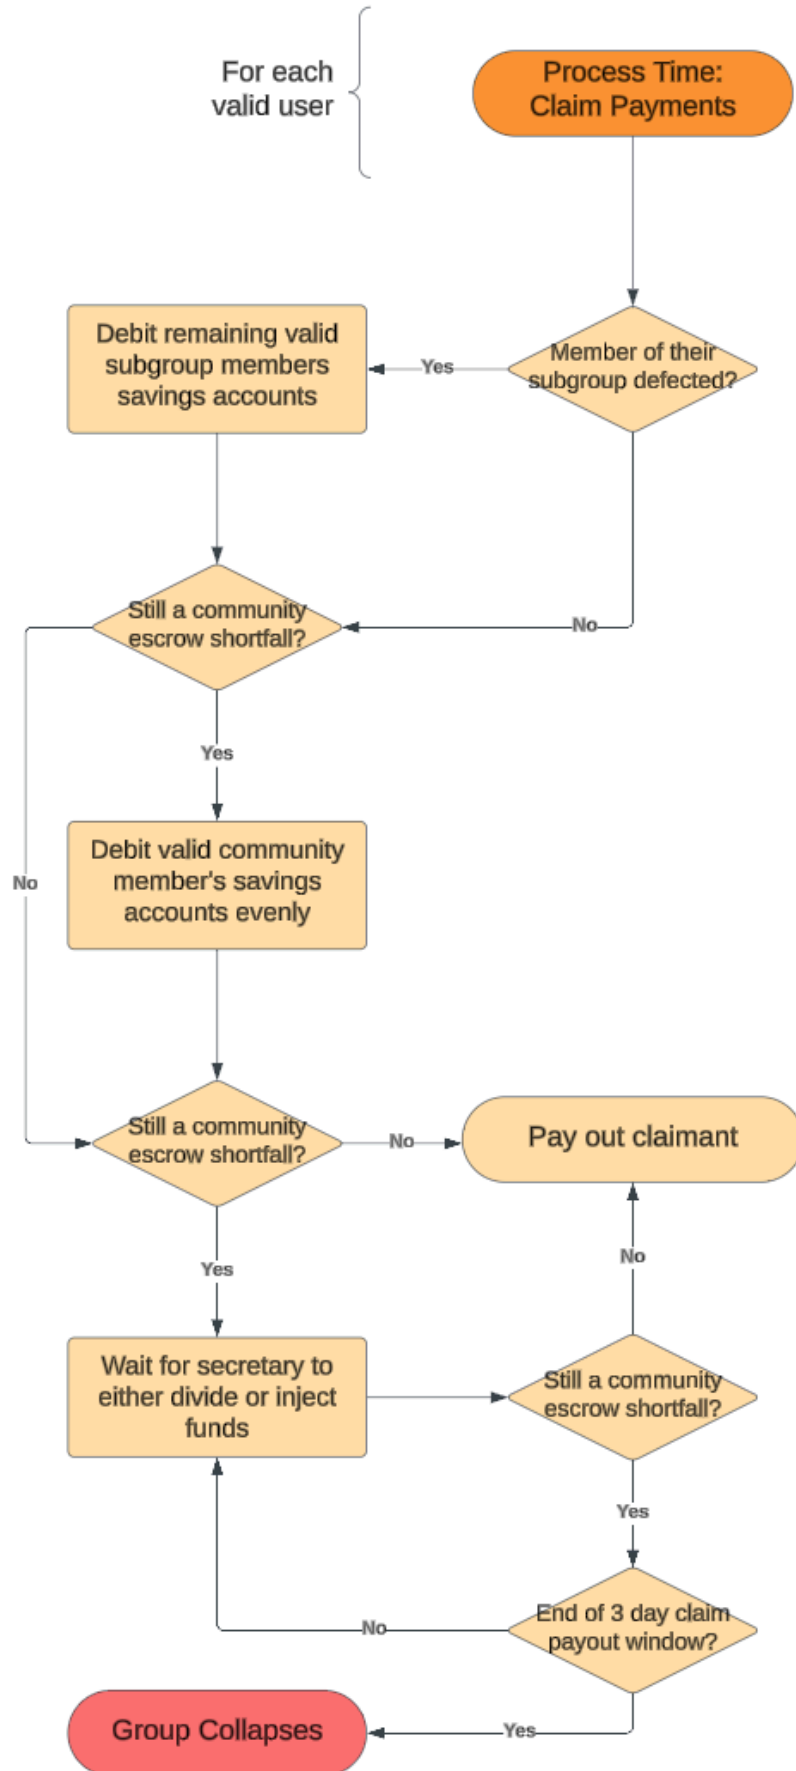 For each
valid user
Process Time:
Claim Payments
Member of their
subgroup defected?
Yes
Debit remaining valid
subgroup members
savings accounts
No
Still a community
escrow shortfall?
Yes
No
Debit valid community
member's savings
accounts evenly
Still a community
escrow shortfall?
No
Pay out claimant
Yes
No
Wait for secretary to
either divide or inject
funds
Still a community
escrow shortfall?
Yes
End of 3 day claim
payout window?
No
Yes
Group Collapses